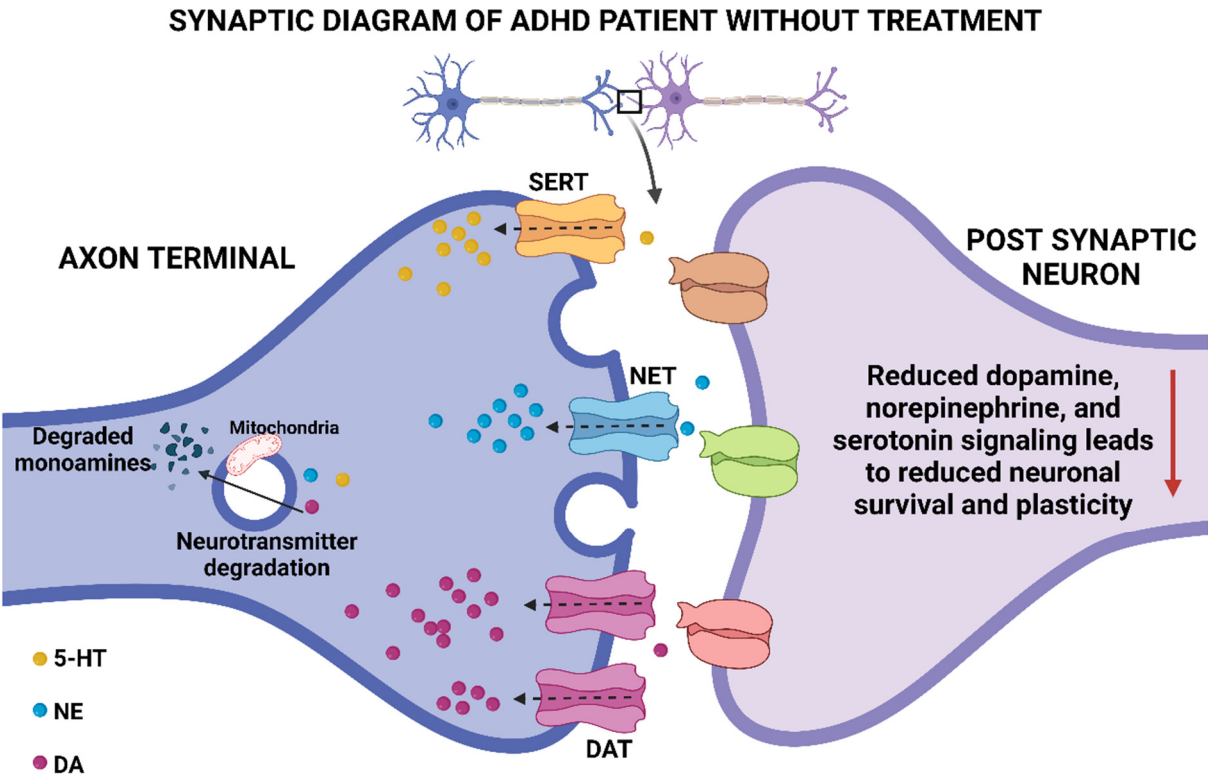 SYNAPTIC DIAGRAM OF ADHD PATIENT WITHOUT TREATMENT
SERT
AXON TERMINAL
POST SYNAPTIC
NEURON
NET
Reduced dopamine,
norepinephrine, and
serotonin signaling leads
to reduced neuronal
survival and plasticity
Degraded
monoamines
Mitochondria
Neurotransmitter
degradation
5-HT
NE
DA
DAT